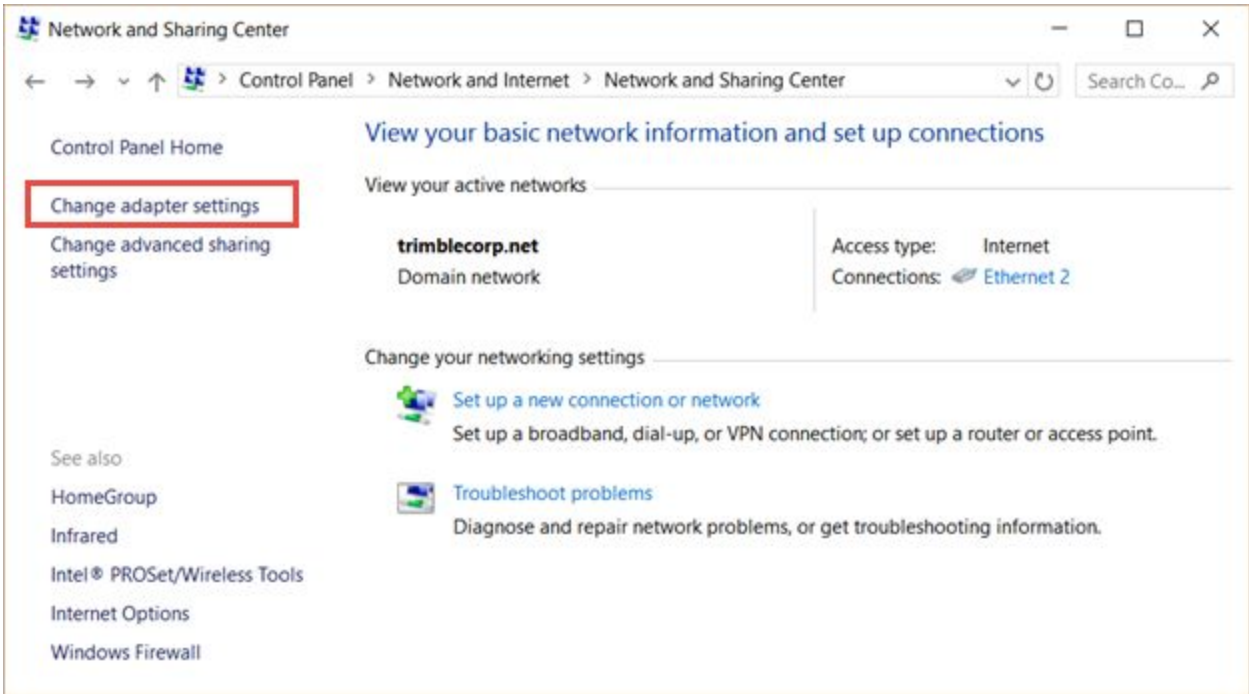 Network and Sharing Center
Control Panel > Network and Internet > Network and Sharing Center
Search Co...
Control Panel Home
Change adapter settings
Change advanced sharing
settings
View your basic network information and set up connections
View your active networks
trimblecorp.net
Domain network
Access type: Internet
Connections: Ethernet 2
Change your networking settings
Set up a new connection or network
Set up a broadband, dial-up, or VPN connection; or set up a router or access point.
Troubleshoot problems
Diagnose and repair network problems, or get troubleshooting information.
See also
HomeGroup
Infrared
Intel® PROSet/Wireless Tools
Internet Options
Windows Firewall